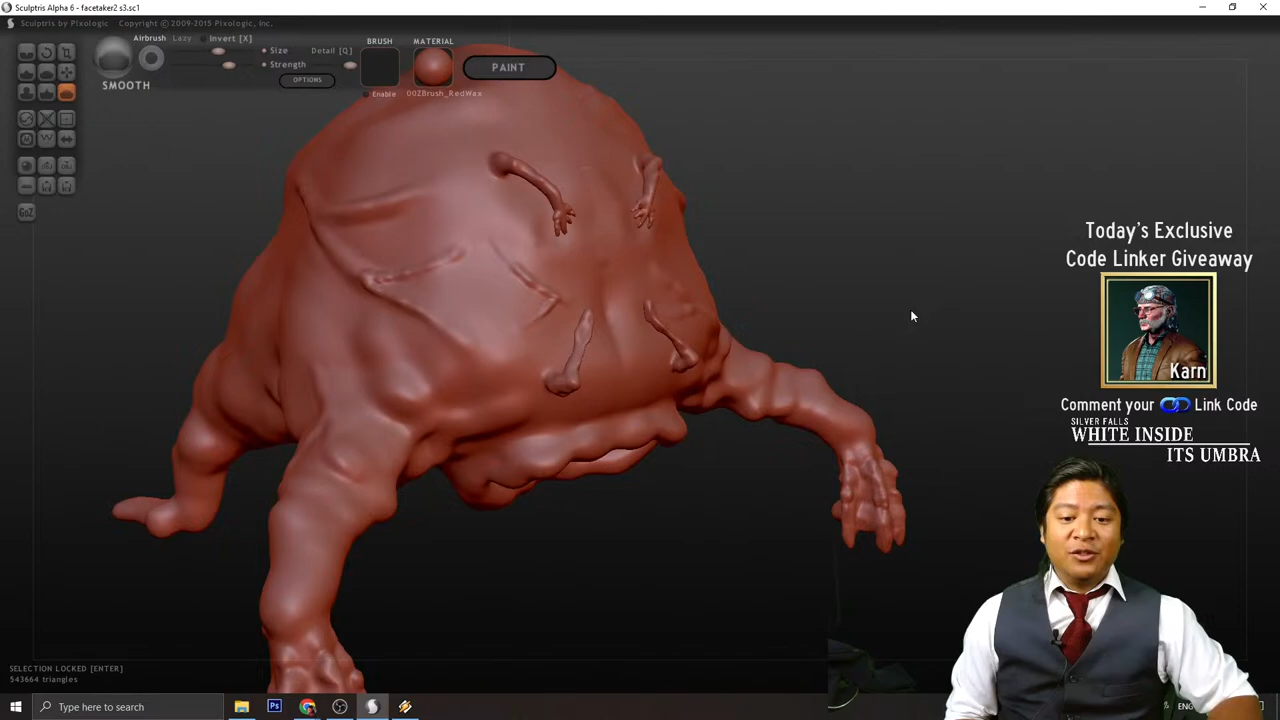 Sculptris Alpha 6 - facetaker2 s3.sc1
Sculptris by Pixologic Copyright © 2009-2015 Pixologic, Inc.
Airbrush Lazy Invert [X]
BRUSH MATERIAL
Size Detail [Q]
Strength
PAINT
OPTIONS
SMOOTH
Enable 00ZBrush_RedWax
GoZ
Today's Exclusive
Code Linker Giveaway
Karn
Comment your Link Code
SILVER FALLS
WHITE INSIDE
ITS UMBRA
SELECTION LOCKED [ENTER]
543664 triangles
Type here to search
Ps
ENG